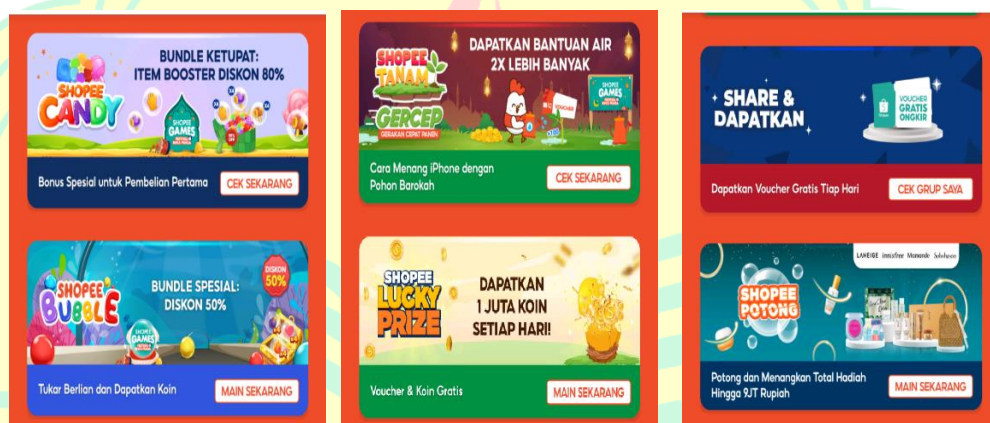 SHOPEE
CANDY
BUNDLE KETUPAT:
ITEM BOOSTER DISKON 80%
SHOPEE
GAMES
Bonus Spesial untuk Pembelian Pertama
CEK SEKARANG
SHOPEE
BUBBLE
BUNDLE SPESIAL:
DISKON 50%
DISKON
50%
SHOPEE
GAMES
Tukar Berlian dan Dapatkan Koin
MAIN SEKARANG
SHOPEE
TANAM
GERCEP
GERAKAN CEPAT PANEN
DAPATKAN BANTUAN AIR
2X LEBIH BANYAK
VOUCHER
SHOPEE
GAMES
Cara Menang iPhone dengan
Pohon Barokah
CEK SEKARANG
SHOPEE
LUCKY
PRIZE
DAPATKAN
1 JUTA KOIN
SETIAP HARI!
Voucher & Koin Gratis
MAIN SEKARANG
SHARE &
DAPATKAN
VOUCHER
GRATIS
ONGKIR
Dapatkan Voucher Gratis Tiap Hari
CEK GRUP SAYA
SHOPEE
POTONG
LANEIGE innisfree Mamonde
Potong dan Menangkan Total Hadiah
Hingga 9JT Rupiah
MAIN SEKARANG